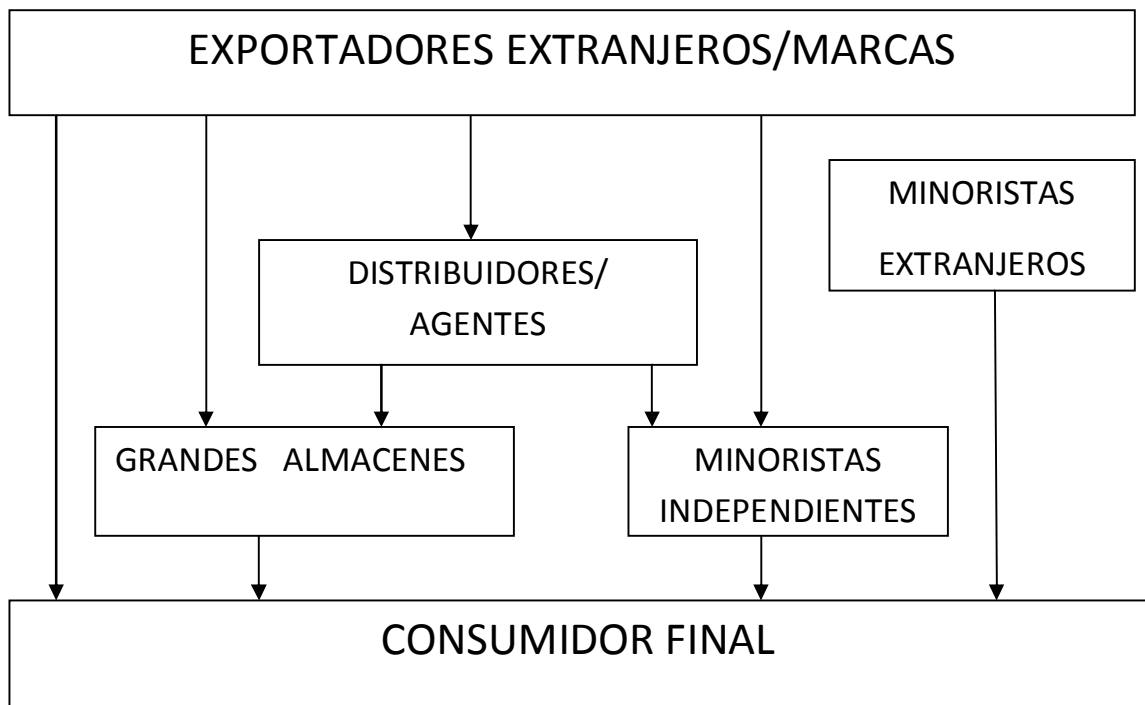 EXPORTADORES EXTRANJEROS/MARCAS
MINORISTAS
EXTRANJEROS
DISTRIBUIDORES/
AGENTES
GRANDES ALMACENES
MINORISTAS
INDEPENDIENTES
CONSUMIDOR FINAL